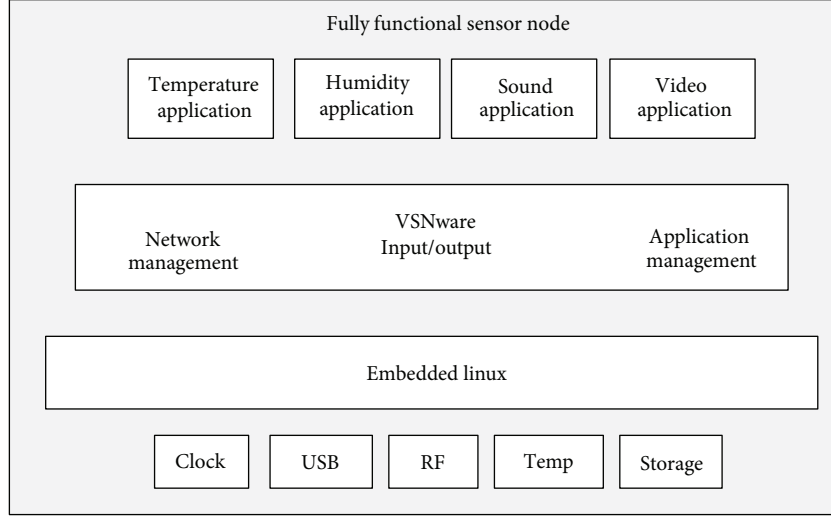 Fully functional sensor node
Temperature
application
Humidity
application
Sound
application
Video
application
VSNware
Input/output
Network
management
Application
management
Embedded linux
Clock
USB
RF
Temp
Storage